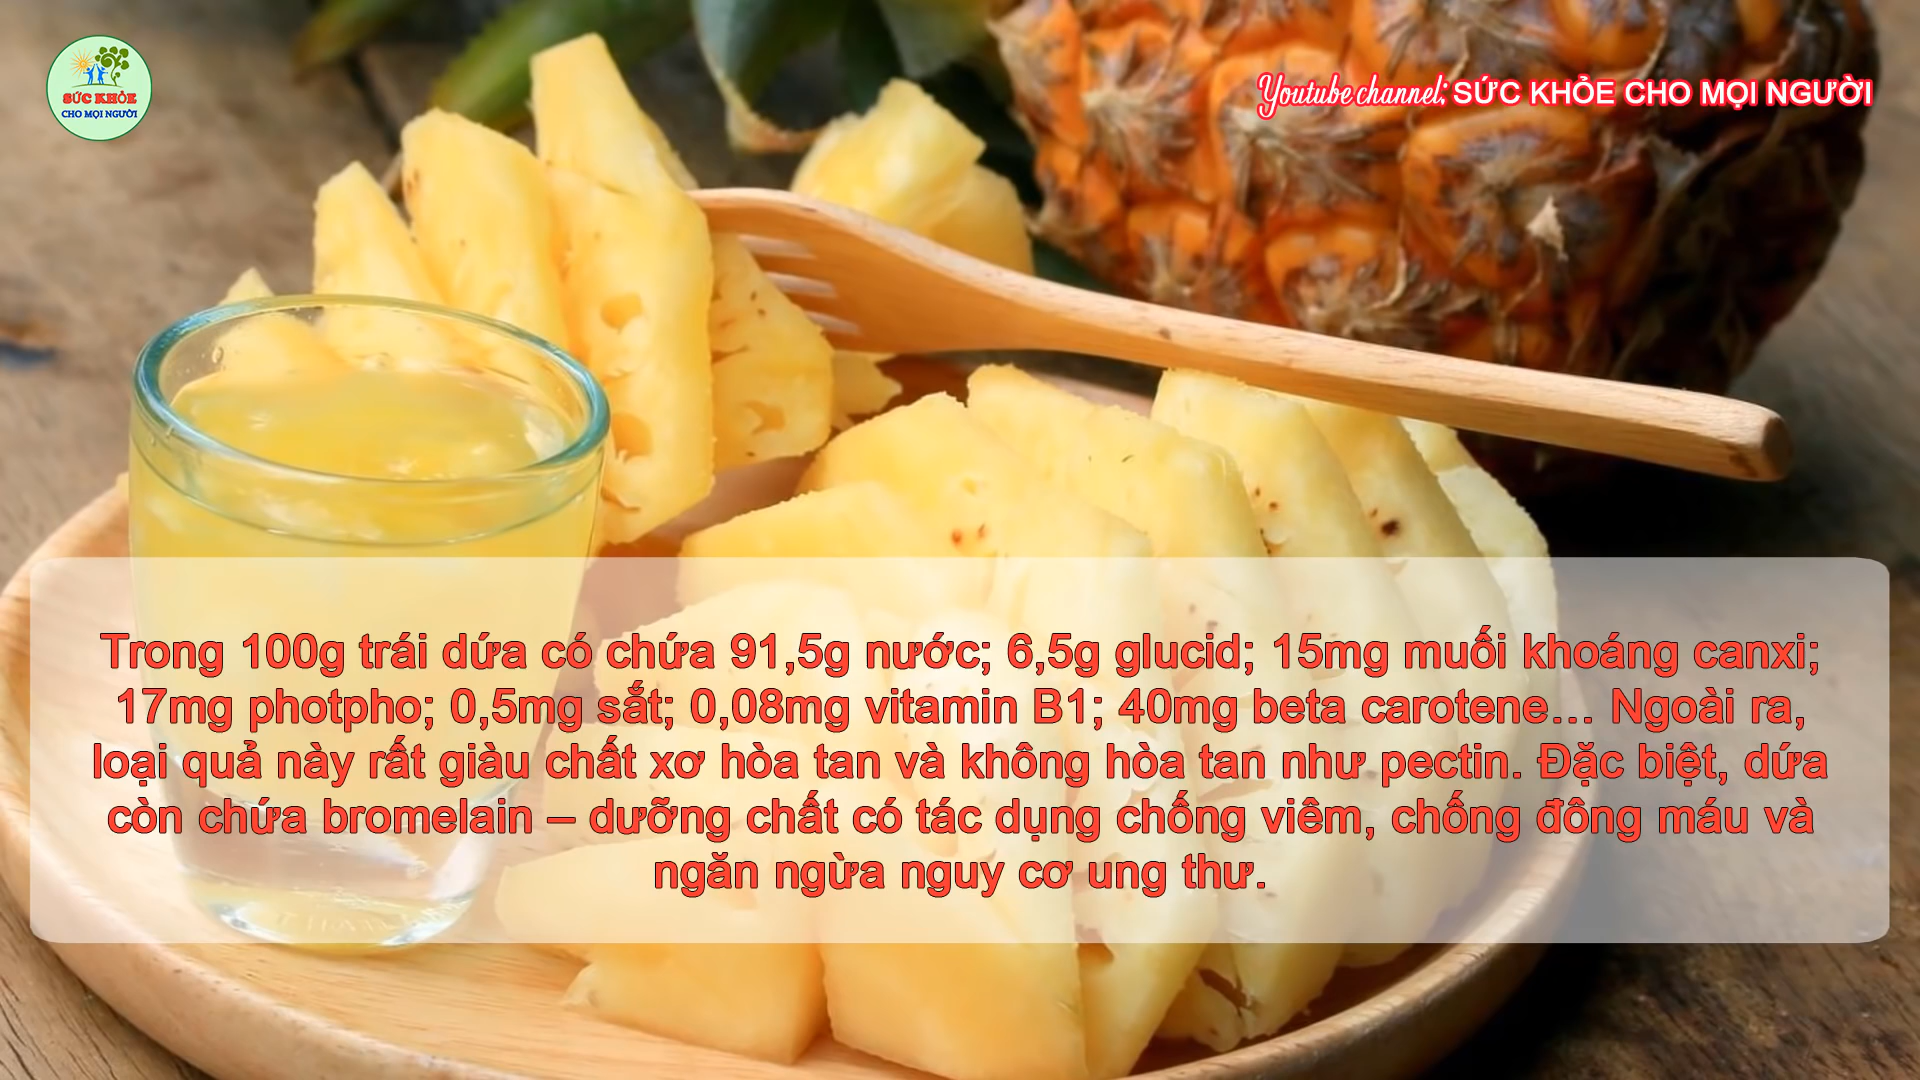 SỨC KHỎE
CHO MỌI NGƯỜI
Youtube channel: SỨC KHỎE CHO MỌI NGƯỜI
Trong 100g trái dứa có chứa 91,5g nước; 6,5g glucid; 15mg muối khoáng canxi;
17mg photpho; 0,5mg sắt; 0,08mg vitamin B1; 40mg beta carotene... Ngoài ra,
loại quả này rất giàu chất xơ hòa tan và không hòa tan như pectin. Đặc biệt, dứa
còn chứa bromelain – dưỡng chất có tác dụng chống viêm, chống đông máu và
ngăn ngừa nguy cơ ung thư.